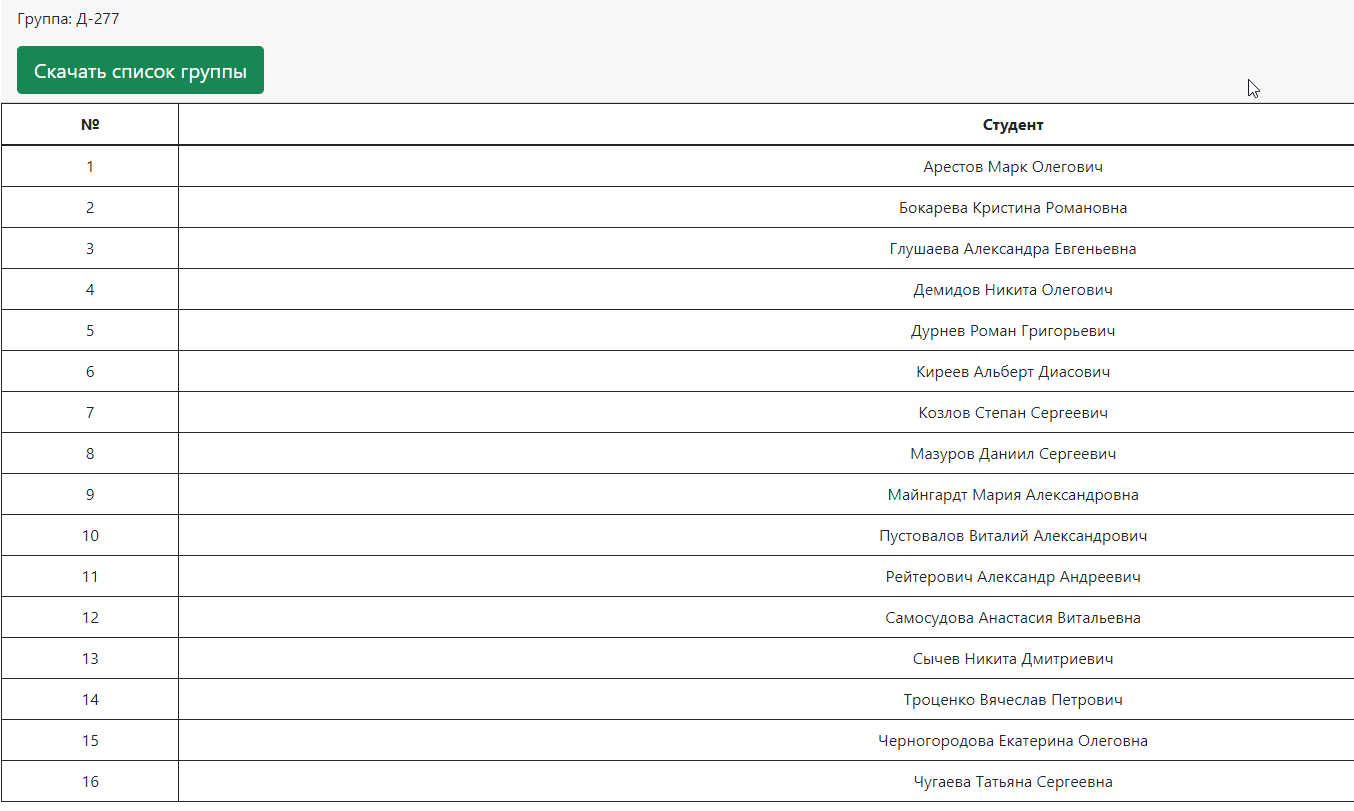 Группа: Д-277
Скачать список группы
№ Студент
1 Арестов Марк Олегович
2 Бокарева Кристина Романовна
3 Глушаева Александра Евгеньевна
4 Демидов Никита Олегович
5 Дурнев Роман Григорьевич
6 Киреев Альберт Диасович
7 Козлов Степан Сергеевич
8 Мазуров Даниил Сергеевич
9 Майнгардт Мария Александровна
10 Пустовалов Виталий Александрович
11 Рейтерович Александр Андреевич
12 Самосудова Анастасия Витальевна
13 Сычев Никита Дмитриевич
14 Троценко Вячеслав Петрович
15 Черногородова Екатерина Олеговна
16 Чугаева Татьяна Сергеевна